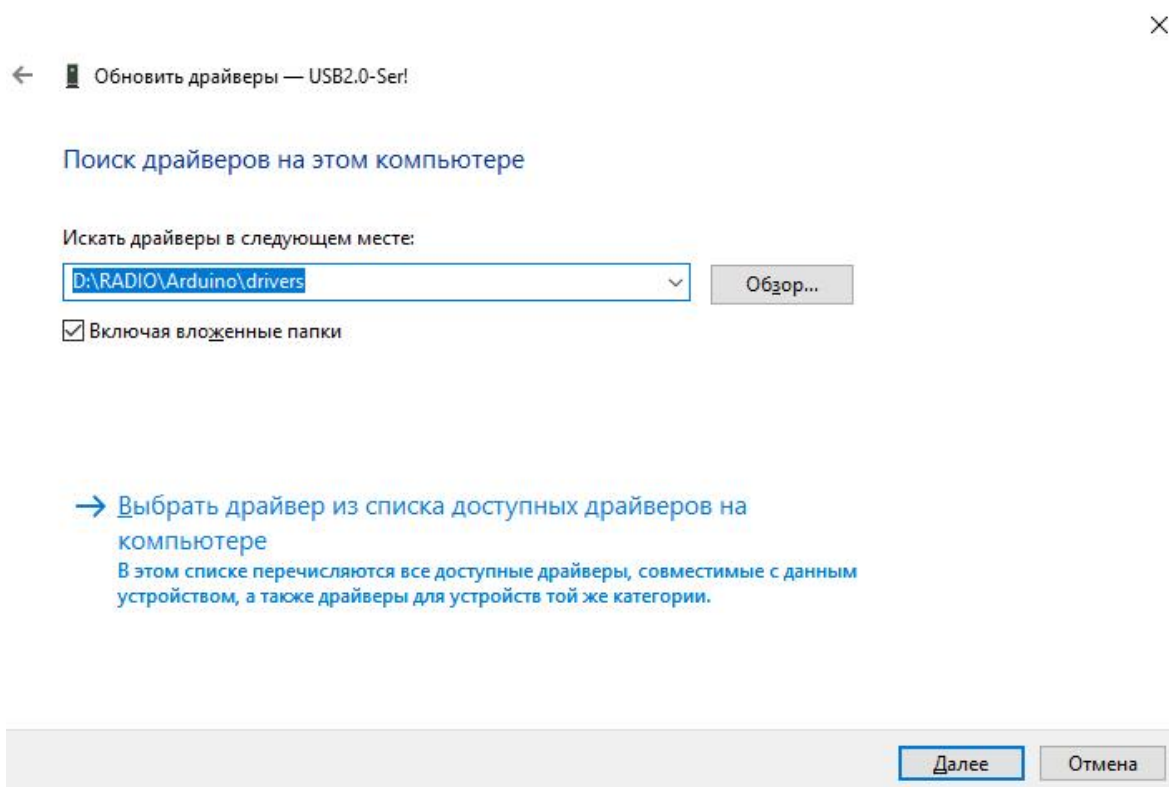 Обновить драйверы — USB2.0-Ser!
Поиск драйверов на этом компьютере
Искать драйверы в следующем месте:
D:\RADIO\Arduino\drivers
Обзор...
Включая вложенные папки
Выбрать драйвер из списка доступных драйверов на
компьютере
В этом списке перечисляются все доступные драйверы, совместимые с данным
устройством, а также драйверы для устройств той же категории.
Далее
Отмена